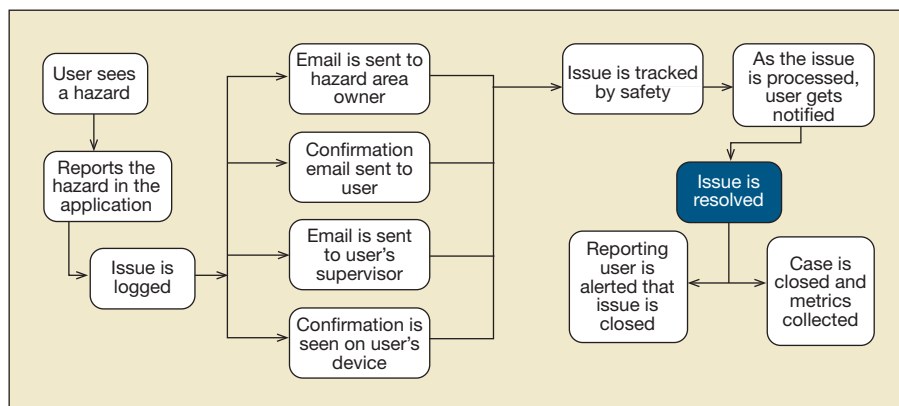 User sees
a hazard
Reports the
hazard in the
application
Issue is
logged
Email is sent to
hazard area
owner
Confirmation
email sent to
user
Email is sent
to user's
supervisor
Confirmation is
seen on user's
device
Issue is tracked
by safety
As the issue
is processed,
user gets
notified
Issue is
resolved
Reporting
user is
alerted that
issue is
closed
Case is
closed and
metrics
collected